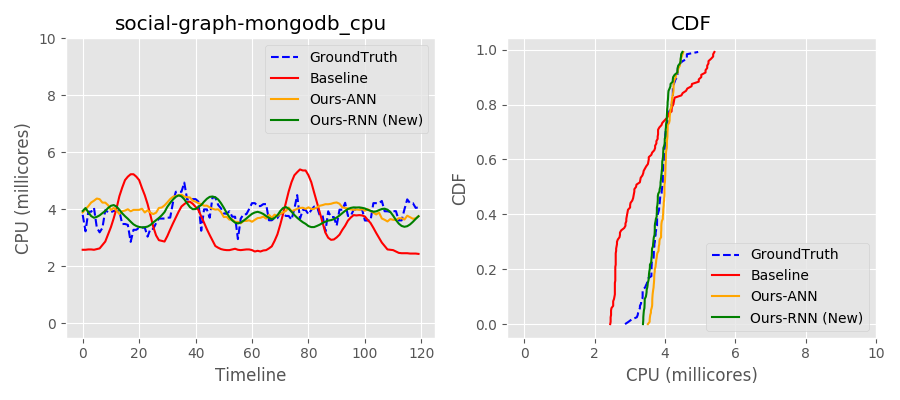 social-graph-mongodb_cpu
CPU (millicores)
10
8
6
4
2
0
GroundTruth
Baseline
Ours-ANN
Ours-RNN (New)
0 20 40 60 80 100 120
Timeline
CDF
CDF
1.0
0.8
0.6
0.4
0.2
0.0
GroundTruth
Baseline
Ours-ANN
Ours-RNN (New)
0 2 4 6 8 10
CPU (millicores)